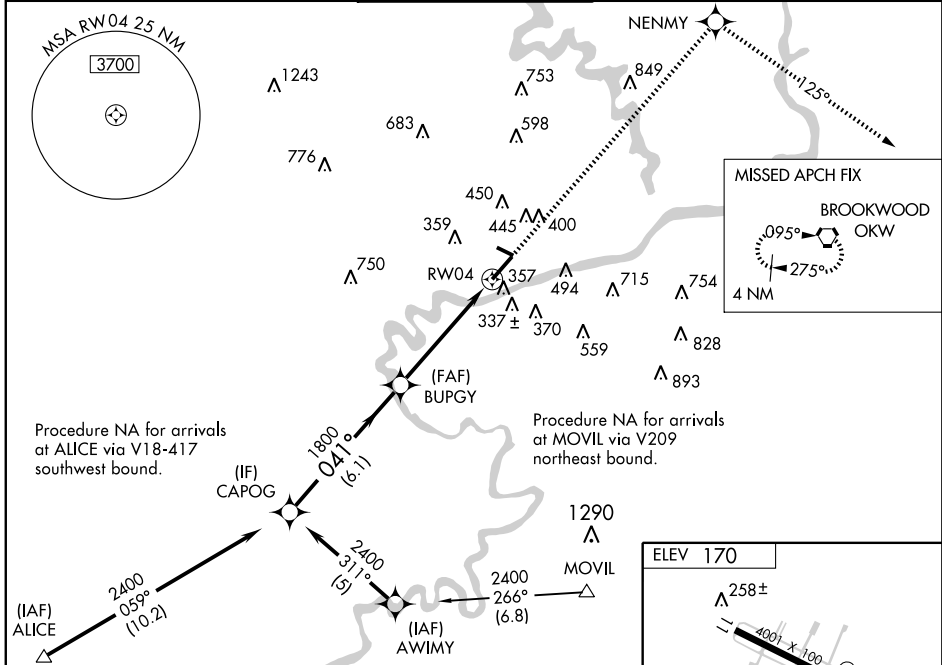 MSA RW04 25 NM
3700
NENMY
1243
753
849
125°
683
598
776
MISSED APCH FIX
BROOKWOOD
OKW
095°
275°
4 NM
450
445
400
359
750
RW04
357
494
715
754
337 ±
370
559
828
893
(FAF)
BUPGY
Procedure NA for arrivals
at ALICE via V18-417
southwest bound.
Procedure NA for arrivals
at MOVIL via V209
northeast bound.
1800
041°
(6.1)
(IF)
CAPOG
1290
MOVIL
2400
311°
(5)
2400
266°
(6.8)
2400
059°
(10.2)
(IAF)
ALICE
(IAF)
AWIMY
ELEV 170
258 ±
4001 X 100